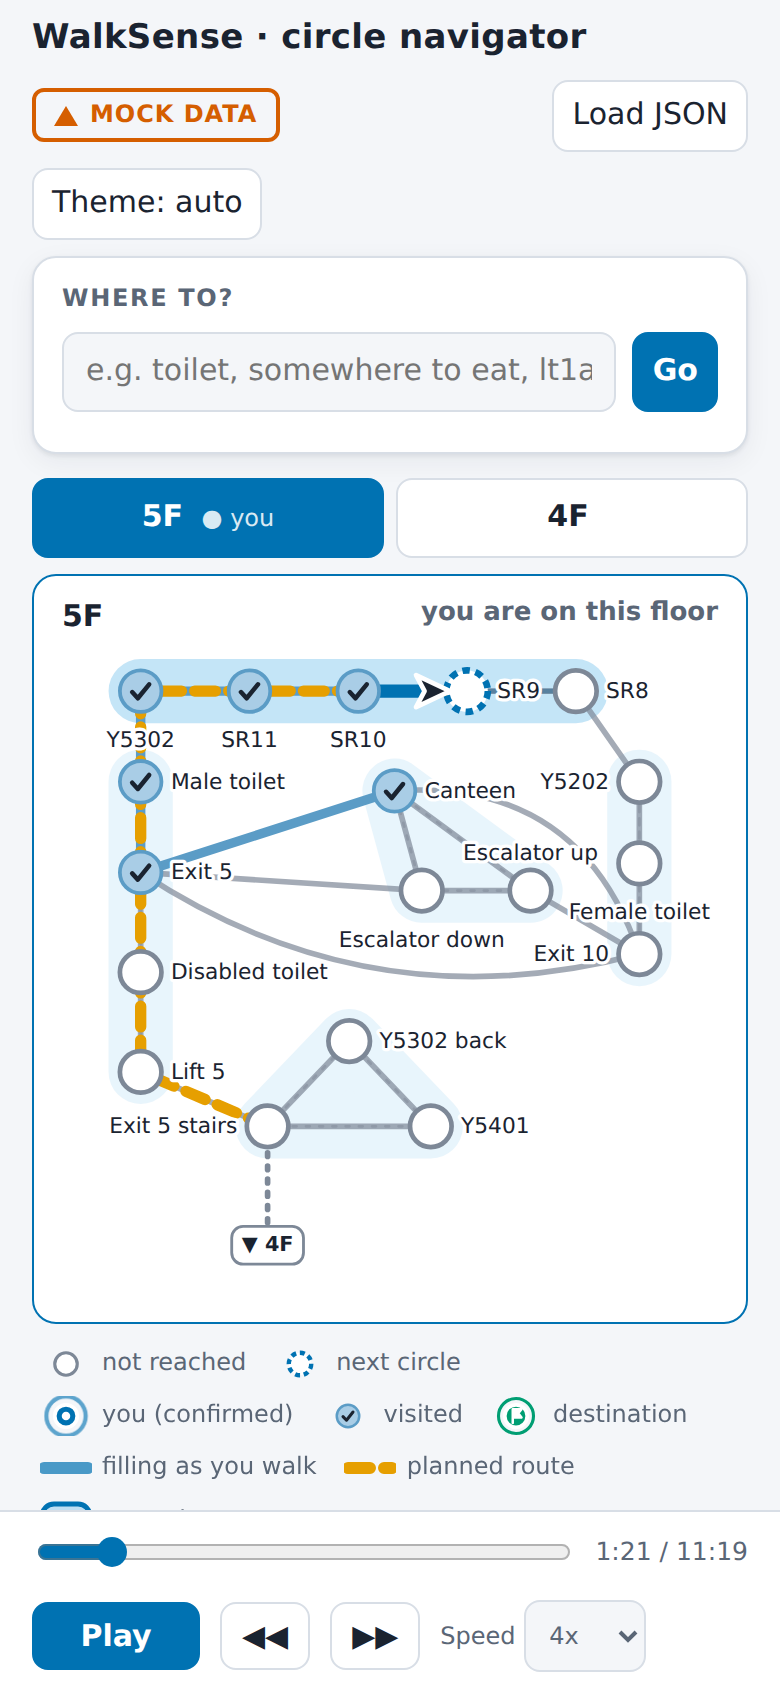 WalkSense · circle navigator
MOCK DATA
Load JSON
Theme: auto
WHERE TO?
e.g. toilet, somewhere to eat, lt1a
Go
5F ● you
4F
5F
you are on this floor
SR9
SR8
Y5302
SR11
SR10
Male toilet
Canteen
Y5202
Escalator up
Exit 5
Female toilet
Escalator down
Exit 10
Disabled toilet
Y5302 back
Lift 5
Exit 5 stairs
Y5401
▼ 4F
not reached
next circle
you (confirmed)
visited
destination
filling as you walk
planned route
1:21 / 11:19
Play
◀◀
▶▶
Speed
4x